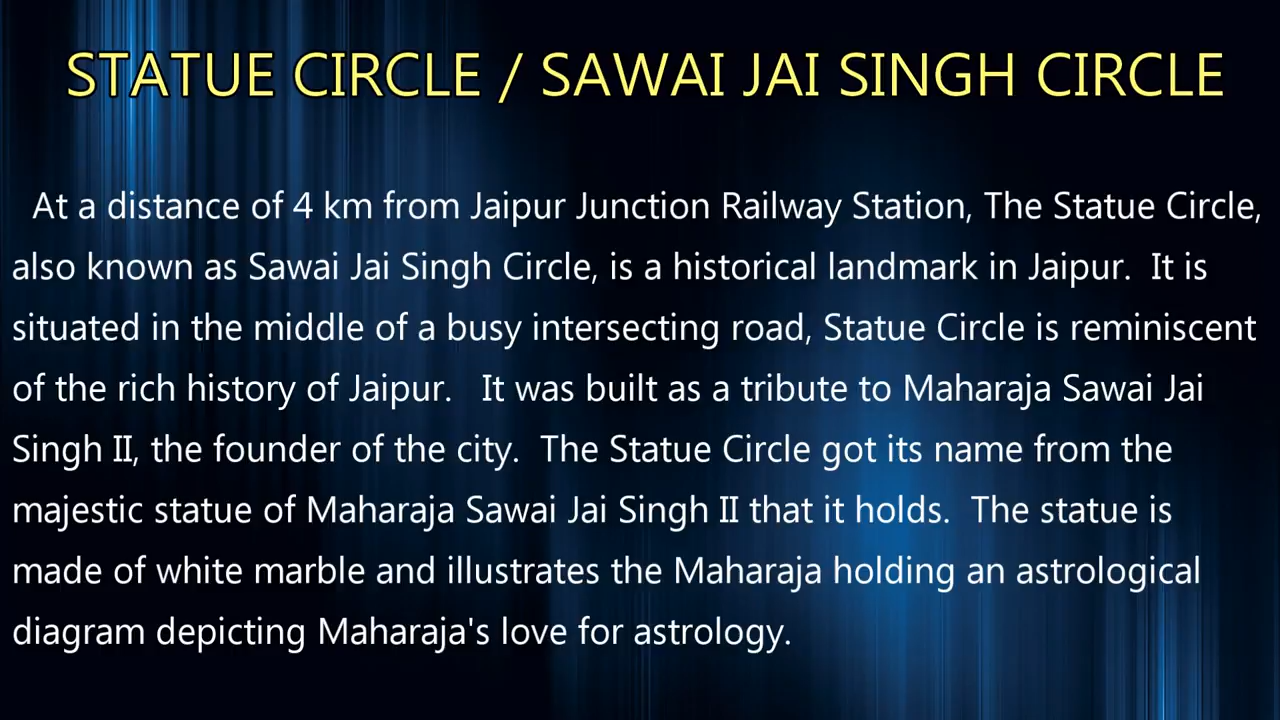 STATUE CIRCLE / SAWAI JAI SINGH CIRCLE
At a distance of 4 km from Jaipur Junction Railway Station, The Statue Circle,
also known as Sawai Jai Singh Circle, is a historical landmark in Jaipur.  It is
situated in the middle of a busy intersecting road, Statue Circle is reminiscent
of the rich history of Jaipur.   It was built as a tribute to Maharaja Sawai Jai
Singh II, the founder of the city.  The Statue Circle got its name from the
majestic statue of Maharaja Sawai Jai Singh II that it holds.  The statue is
made of white marble and illustrates the Maharaja holding an astrological
diagram depicting Maharaja's love for astrology.